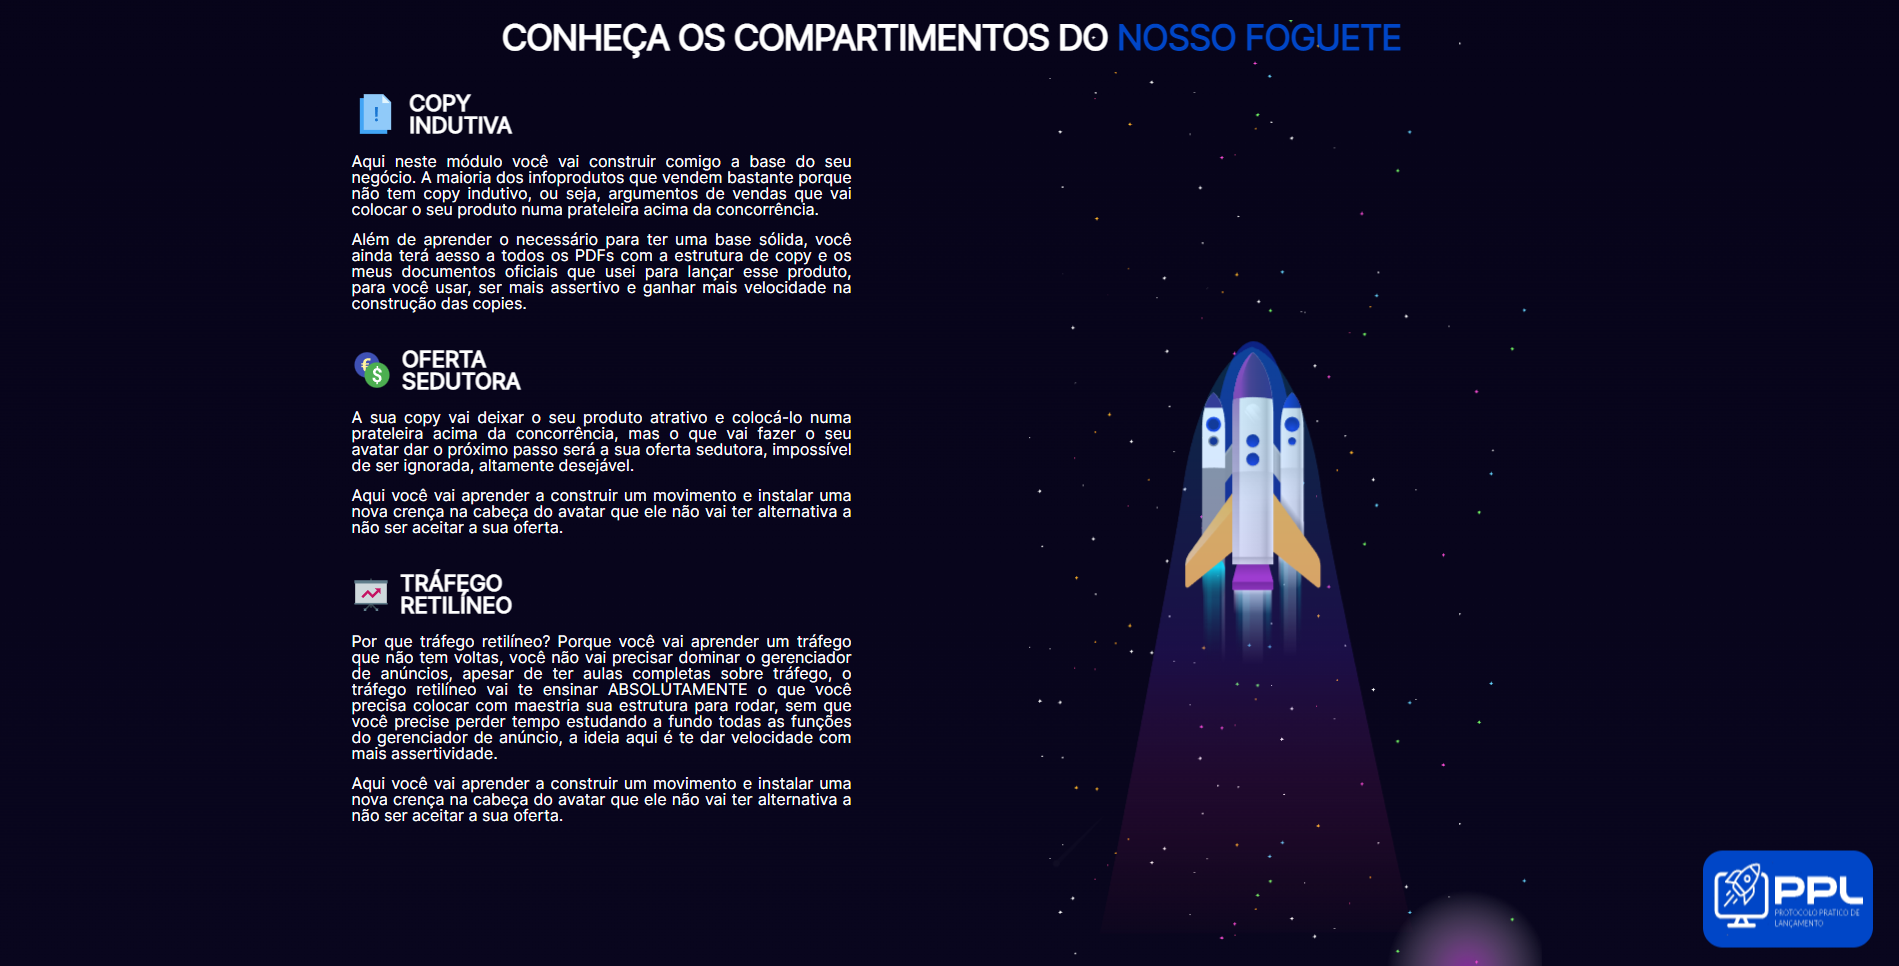 CONHEÇA OS COMPARTIMENTOS DO NOSSO FOGUETE
COPY
INDUTIVA
Aqui neste módulo você vai construir comigo a base do seu
negócio. A maioria dos infoprodutos que vendem bastante porque
não tem copy indutivo, ou seja, argumentos de vendas que vai
colocar o seu produto numa prateleira acima da concorrência.
Além de aprender o necessário para ter uma base sólida, você
ainda terá aesso a todos os PDFs com a estrutura de copy e os
meus documentos oficiais que usei para lançar esse produto,
para você usar, ser mais assertivo e ganhar mais velocidade na
construção das copies.
OFERTA
SEDUTORA
A sua copy vai deixar o seu produto atrativo e colocá-lo numa
prateleira acima da concorrência, mas o que vai fazer o seu
avatar dar o próximo passo será a sua oferta sedutora, impossível
de ser ignorada, altamente desejável.
Aqui você vai aprender a construir um movimento e instalar uma
nova crença na cabeça do avatar que ele não vai ter alternativa a
não ser aceitar a sua oferta.
TRÁFEGO
RETILÍNEO
Por que tráfego retilíneo? Porque você vai aprender um tráfego
que não tem voltas, você não vai precisar dominar o gerenciador
de anúncios, apesar de ter aulas completas sobre tráfego, o
tráfego retilíneo vai te ensinar ABSOLUTAMENTE o que você
precisa colocar com maestria sua estrutura para rodar, sem que
você precise perder tempo estudando a fundo todas as funções
do gerenciador de anúncio, a ideia aqui é te dar velocidade com
mais assertividade.
Aqui você vai aprender a construir um movimento e instalar uma
nova crença na cabeça do avatar que ele não vai ter alternativa a
não ser aceitar a sua oferta.
PPL
PROTOCOLO PRATICO DE
LANÇAMENTO